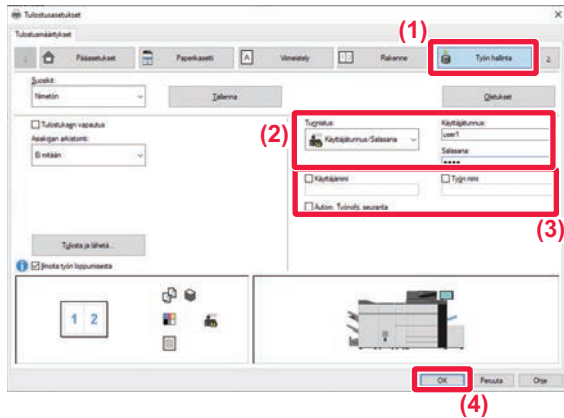 Tulostusasetukset
Tulostusmääritykset
(1)
Pääasetukset Paperikasetti A Viimeistely Rakenne Työn hallinta
Suosikit:
Nimetön Tallenna Oletukset
Tulostuksen vapautus
Asiakirjan arkistointi:
Ei mitään
(2)
Tunnistus:
Käyttäjätunnus/Salasana
Käyttäjätunnus:
user1
Salasana:
••••
Käyttäjänimi Työn nimi
Autom. Työnohj. seuranta
(3)
Tulosta ja lähetä...
Ilmoita työn loppumisesta
1 2
OK Peruuta Ohje
(4)